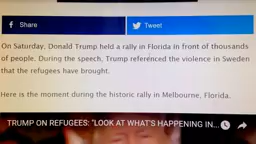 Share
Tweet
On Saturday, Donald Trump held a rally in Florida in front of thousands
of people. During the speech, Trump referenced the violence in Sweden
that the refugees have brought.
Here is the moment during the historic rally in Melbourne, Florida.
TRUMP ON REFUGEES: "LOOK AT WHAT'S HAPPENING IN...